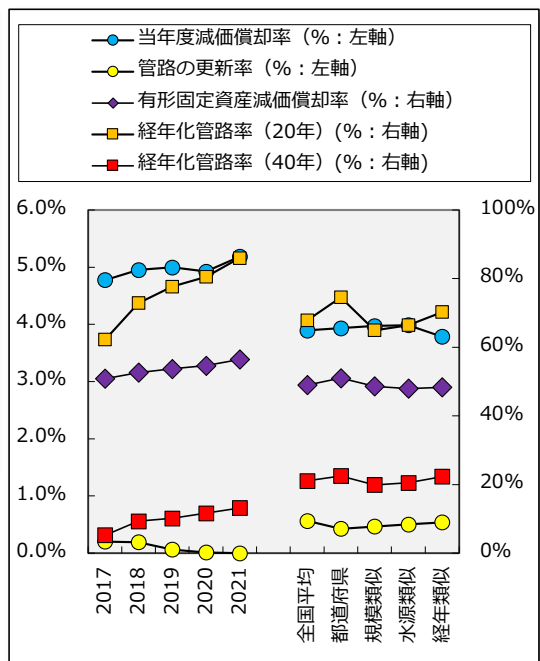 当年度減価償却率（%：左軸）
管路の更新率（%：左軸）
有形固定資産減価償却率（%：右軸）
経年化管路率（20年）(%：右軸)
経年化管路率（40年）(%：右軸)
6.0%
5.0%
4.0%
3.0%
2.0%
1.0%
0.0%
100%
80%
60%
40%
20%
0%
2017
2018
2019
2020
2021
全国平均
都道府県
規模類似
水源類似
経年類似